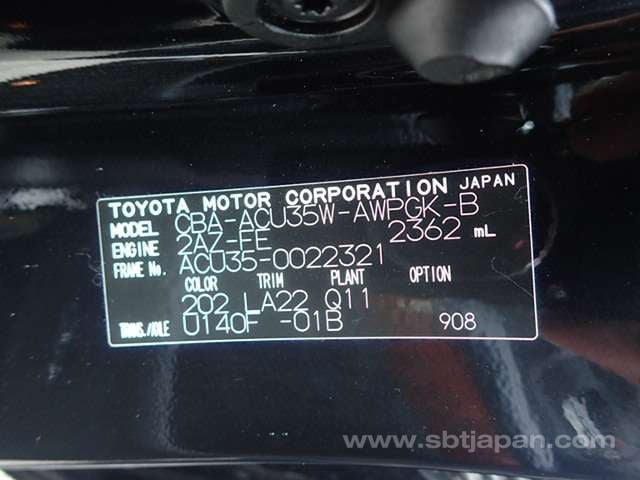 TOYOTA MOTOR CORPORATION JAPAN
MODEL CBA-ACU35W-AWPGK-B
ENGINE 2AZ-FE 2362 mL
FRAME No. ACU35-0022321
COLOR TRIM PLANT OPTION
202 LA22 Q11
TRANS./AXLE U140F -01B 908
www.sbtjapan.com